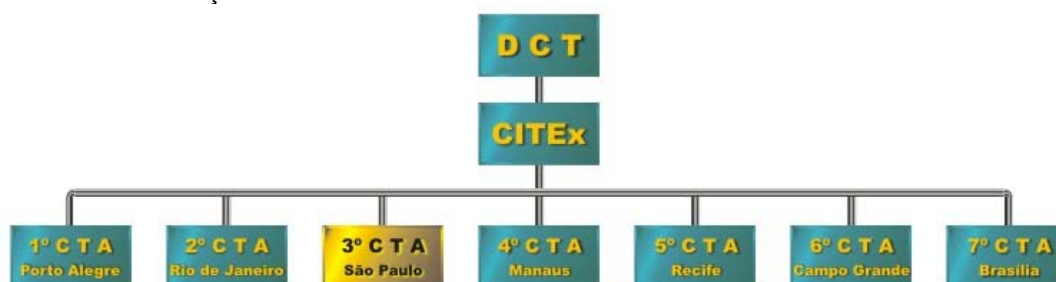 D C T
CITEx
1º C T A
Porto Alegre
2º C T A
Rio de Janeiro
3º C T A
São Paulo
4º C T A
Manaus
5º C T A
Recife
6º C T A
Campo Grande
7º C T A
Brasília